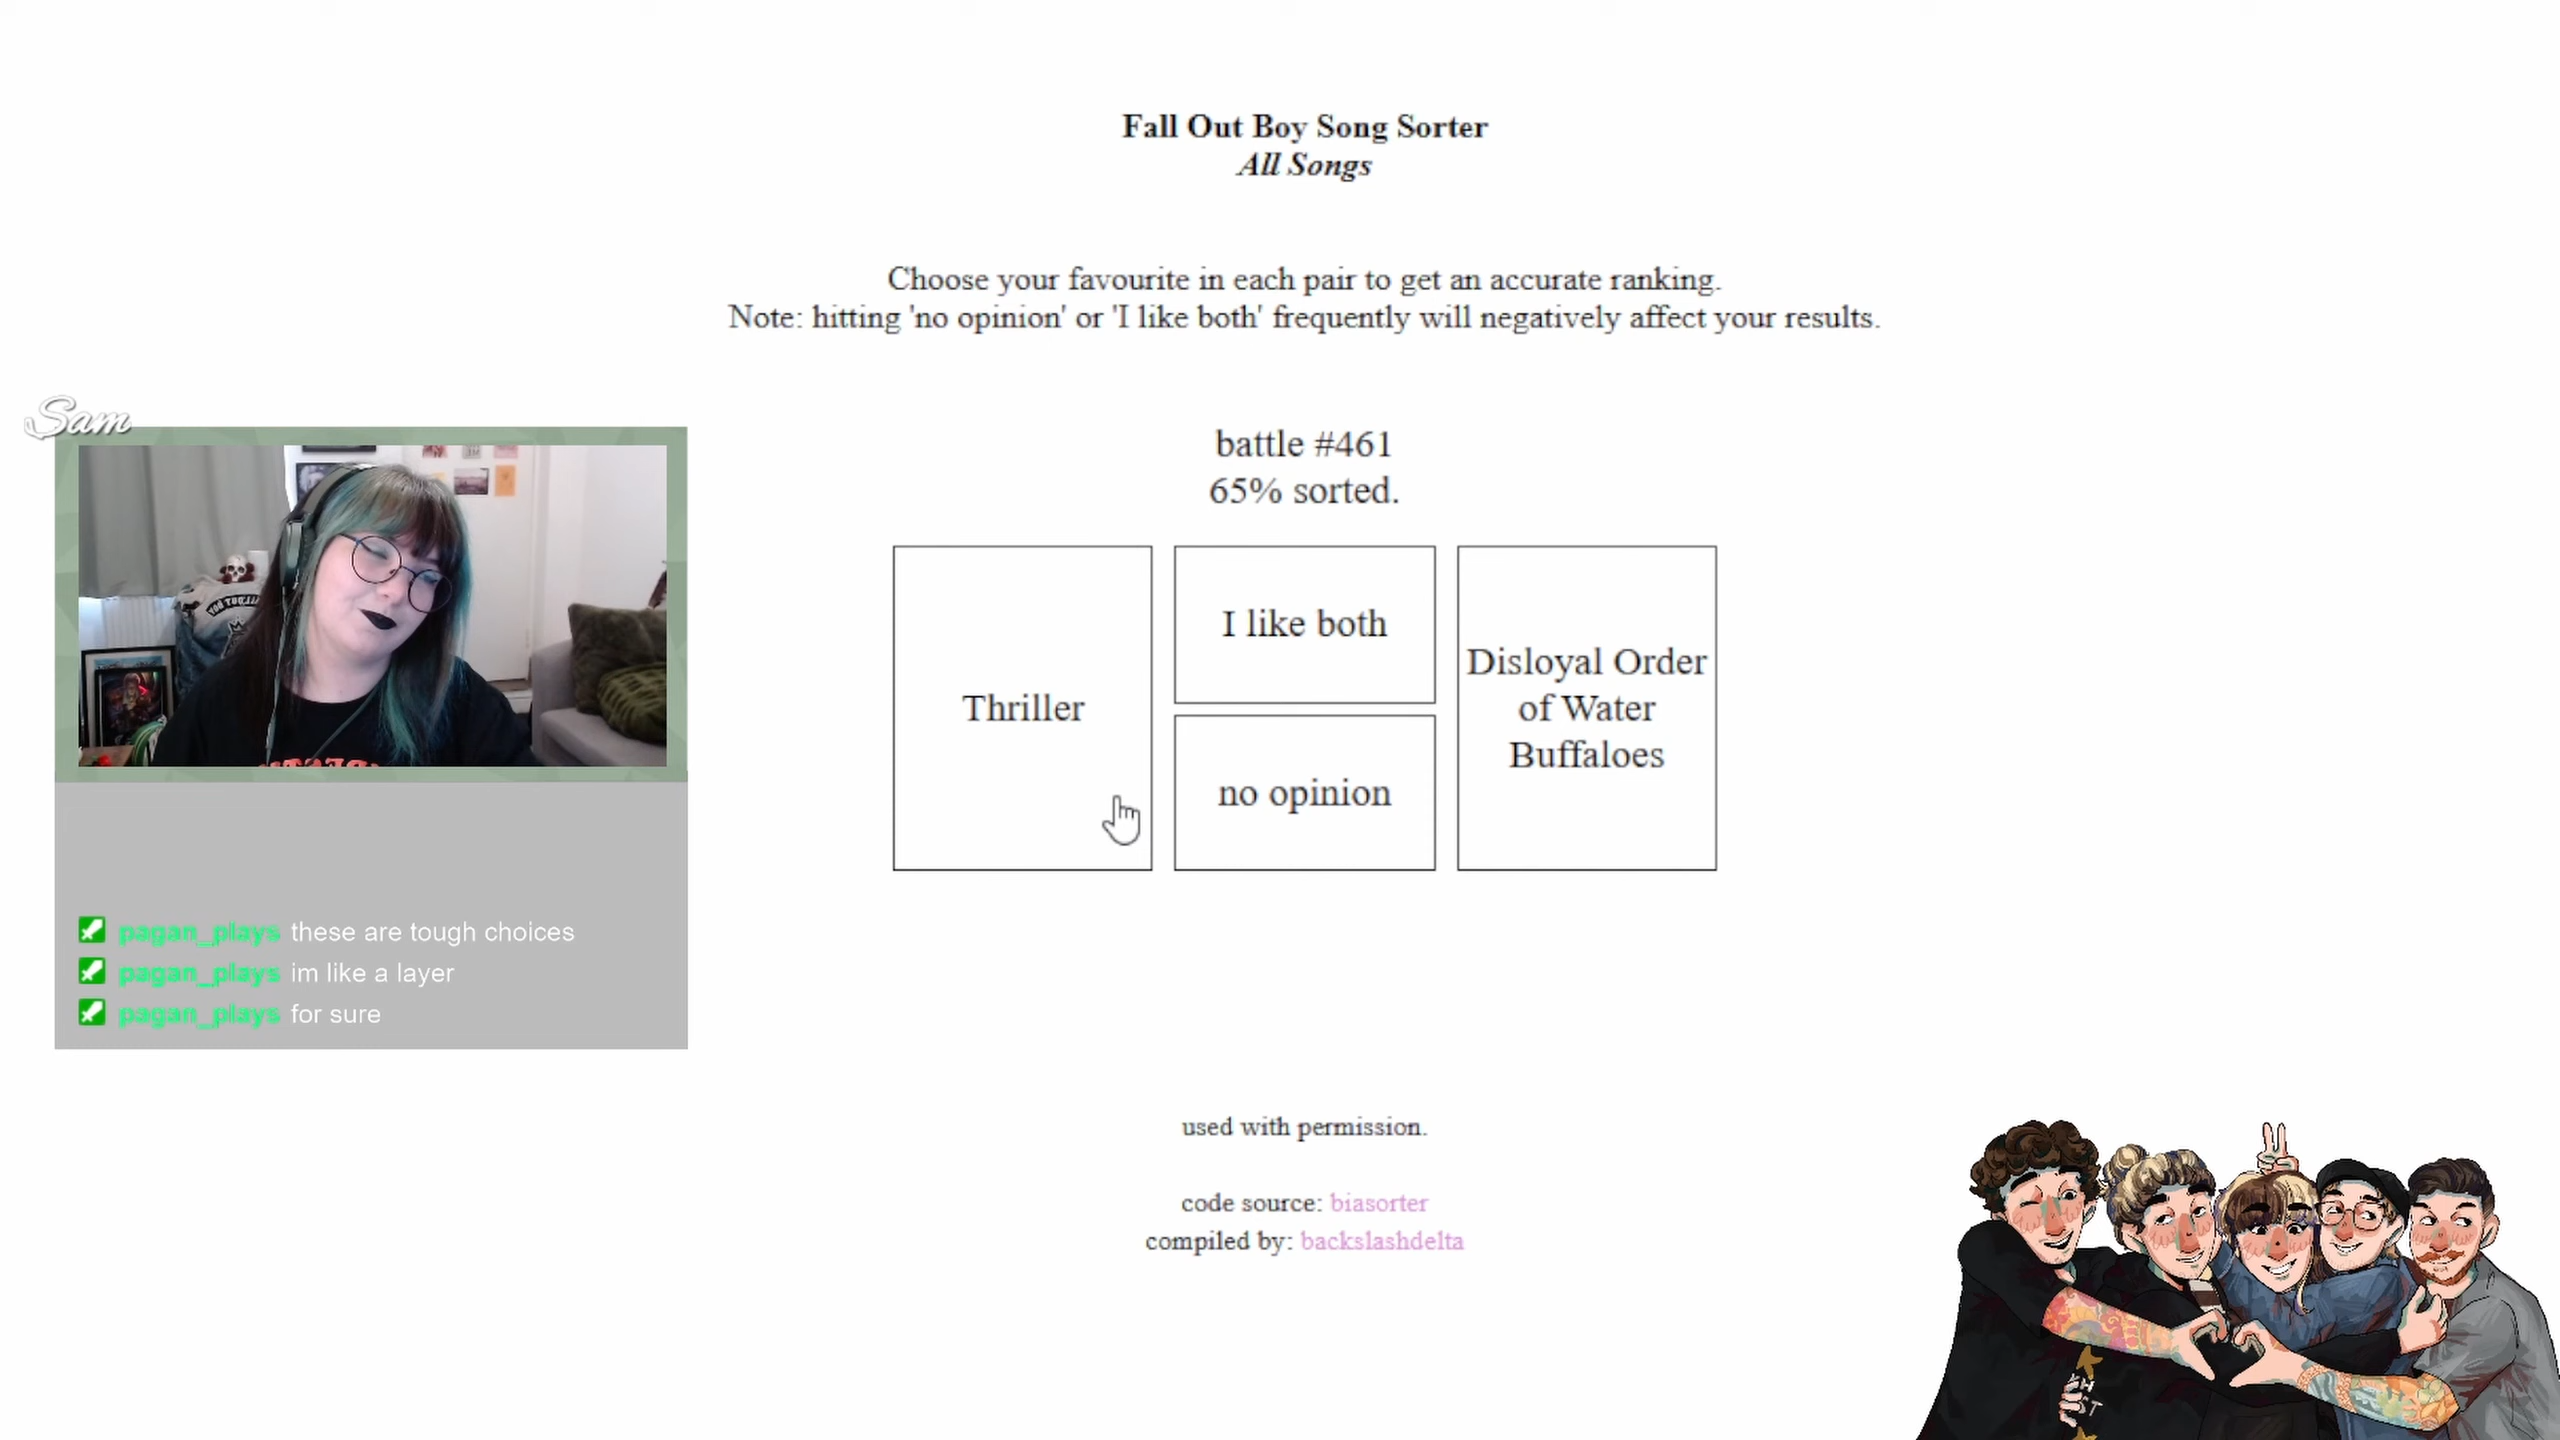 Fall Out Boy Song Sorter
All Songs
Choose your favourite in each pair to get an accurate ranking.
Note: hitting 'no opinion' or 'I like both' frequently will negatively affect your results.
Sam
battle #461
65% sorted.
Thriller
I like both
no opinion
Disloyal Order
of Water
Buffaloes
pagan_plays these are tough choices
pagan_plays im like a layer
pagan_plays for sure
used with permission.
code source: biasorter
compiled by: backslashdelta